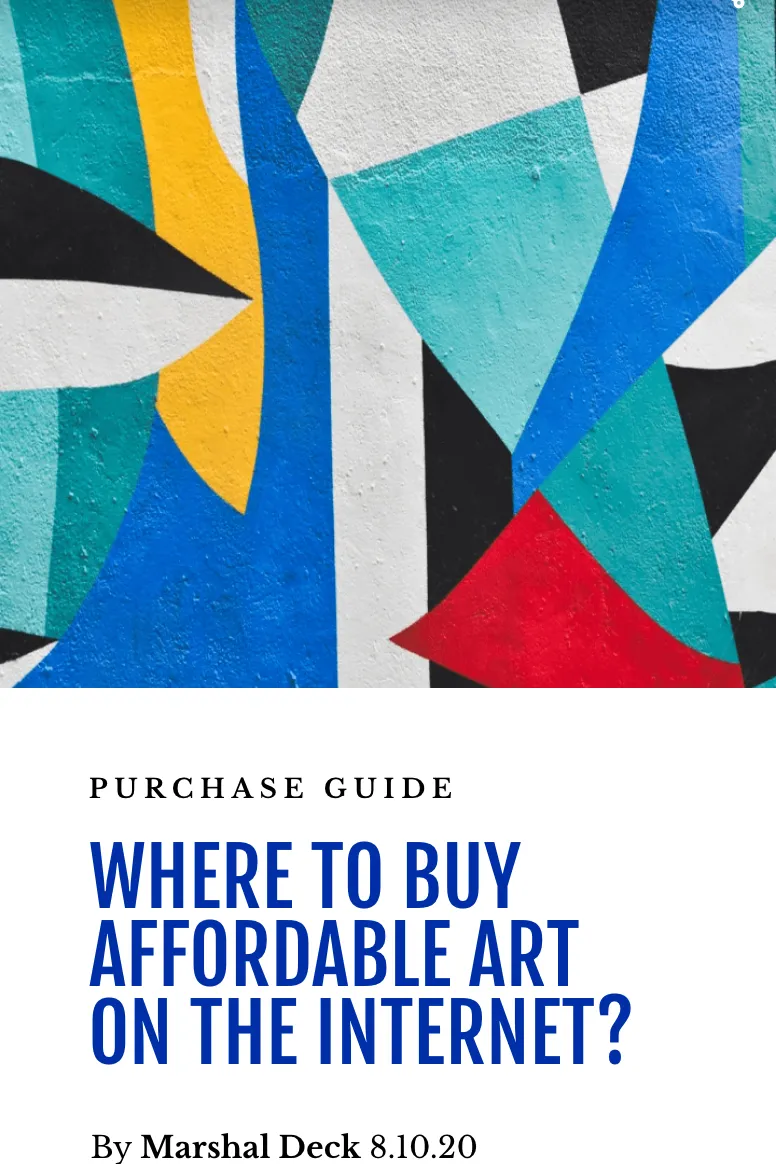 PURCHASE GUIDE
WHERE TO BUY
AFFORDABLE ART
ON THE INTERNET?
By Marshal Deck 8.10.20